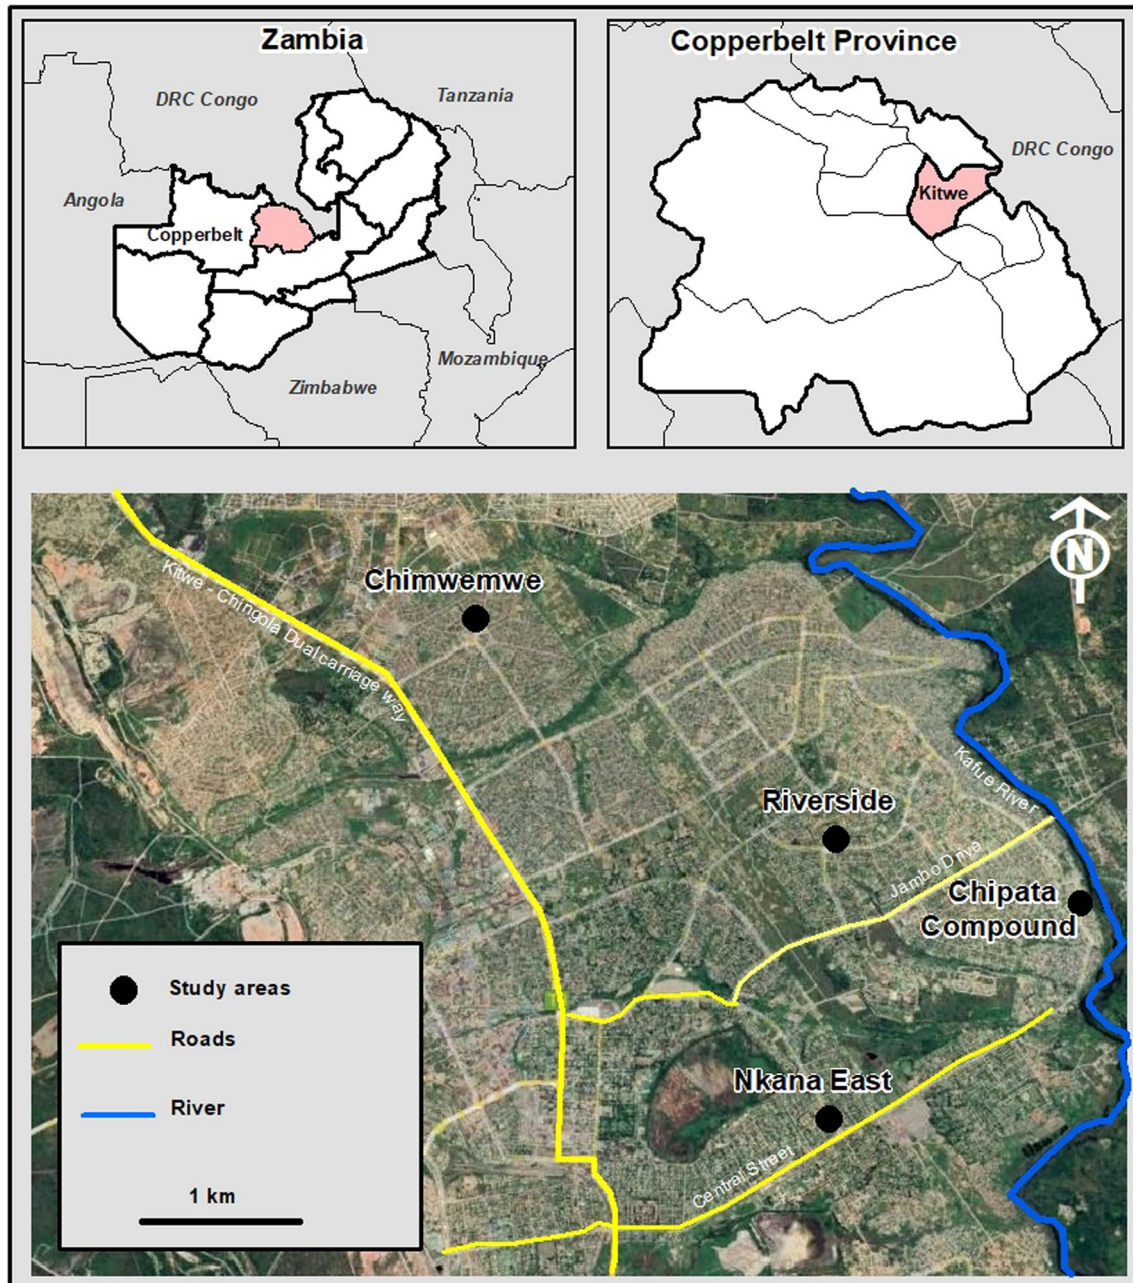 Zambia
DRC Congo
Tanzania
Angola
Copperbelt
Mozambique
Zimbabwe
Copperbelt Province
DRC Congo
Kitwe
N
Chimwemwe
Kitwe - Chingola Dual carriage way
Kafue River
Riverside
Jambo Drive
Chipata
Compound
Nkana East
Central Street
Study areas
Roads
River
1 km